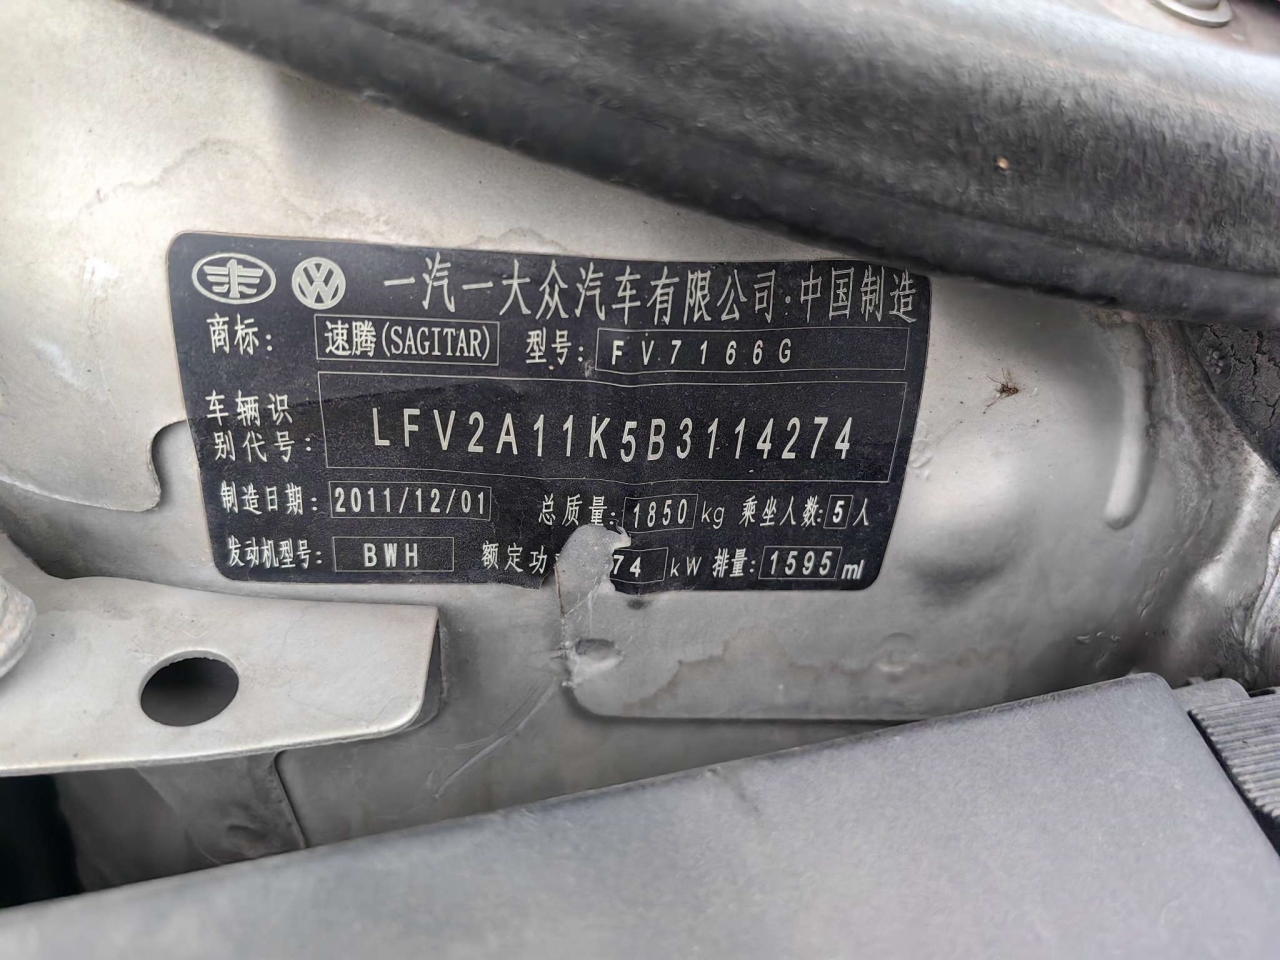 一汽一大众汽车有限公司·中国制造
商标: 速腾(SAGITAR) 型号: FV7166G
车辆识
别代号: LFV2A11K5B3114274
制造日期: 2011/12/01 总质量: 1850 kg 乘坐人数: 5 人
发动机型号: BWH 额定功 74 kW 排量: 1595 ml